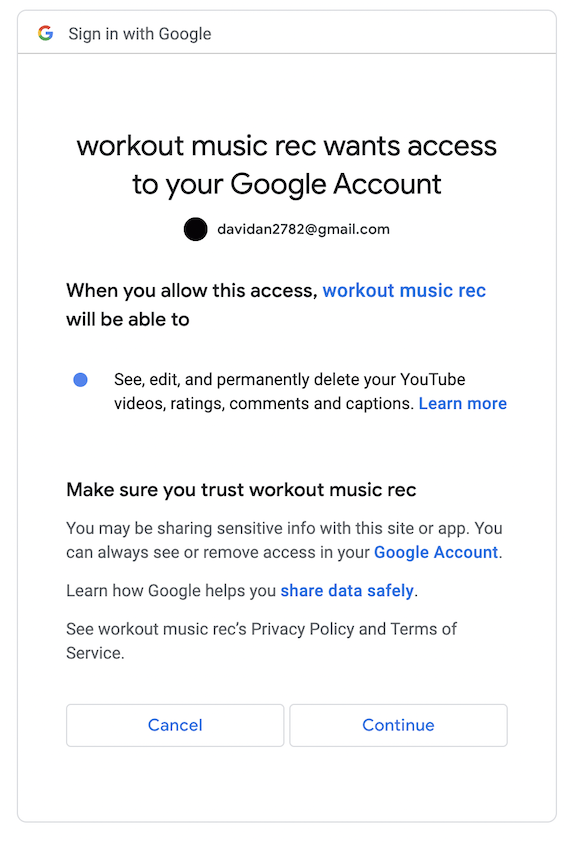 Sign in with Google
workout music rec wants access
to your Google Account
davidan2782@gmail.com
When you allow this access, workout music rec
will be able to
See, edit, and permanently delete your YouTube
videos, ratings, comments and captions. Learn more
Make sure you trust workout music rec
You may be sharing sensitive info with this site or app. You
can always see or remove access in your Google Account.
Learn how Google helps you share data safely.
See workout music rec’s Privacy Policy and Terms of
Service.
Cancel
Continue